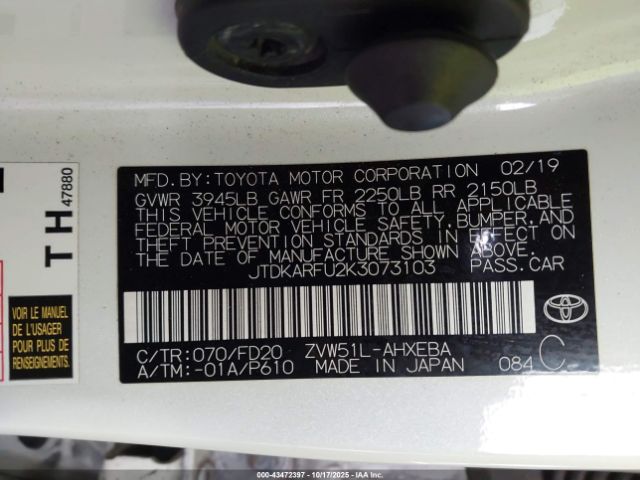 MFD.BY:TOYOTA MOTOR CORPORATION 02/19
GVWR 3945LB GAWR FR 2250LB RR 2150LB
THIS VEHICLE CONFORMS TO ALL APPLICABLE
FEDERAL MOTOR VEHICLE SAFETY, BUMPER, AND
THEFT PREVENTION STANDARDS IN EFFECT ON
THE DATE OF MANUFACTURE SHOWN ABOVE.
JTDKARFU2K3073103 PASS.CAR
C/TR:070/FD20 ZVW51L-AHXEBA
A/TM:-01A/P610 MADE IN JAPAN 084 C
TH
47880
VOIR LE MANUEL
DE L'USAGER
POUR PLUS DE
RENSEIGNEMENTS
000-43472397 | 10/17/2025 | IAA Inc.